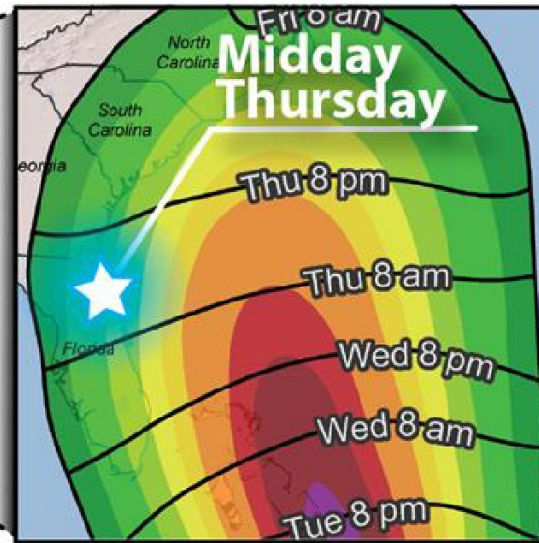 Fri 8 am
North
Carolina
Midday
Thursday
South
Carolina
eorgia
Thu 8 pm
Thu 8 am
Florida
Wed 8 pm
Wed 8 am
Tue 8 pm